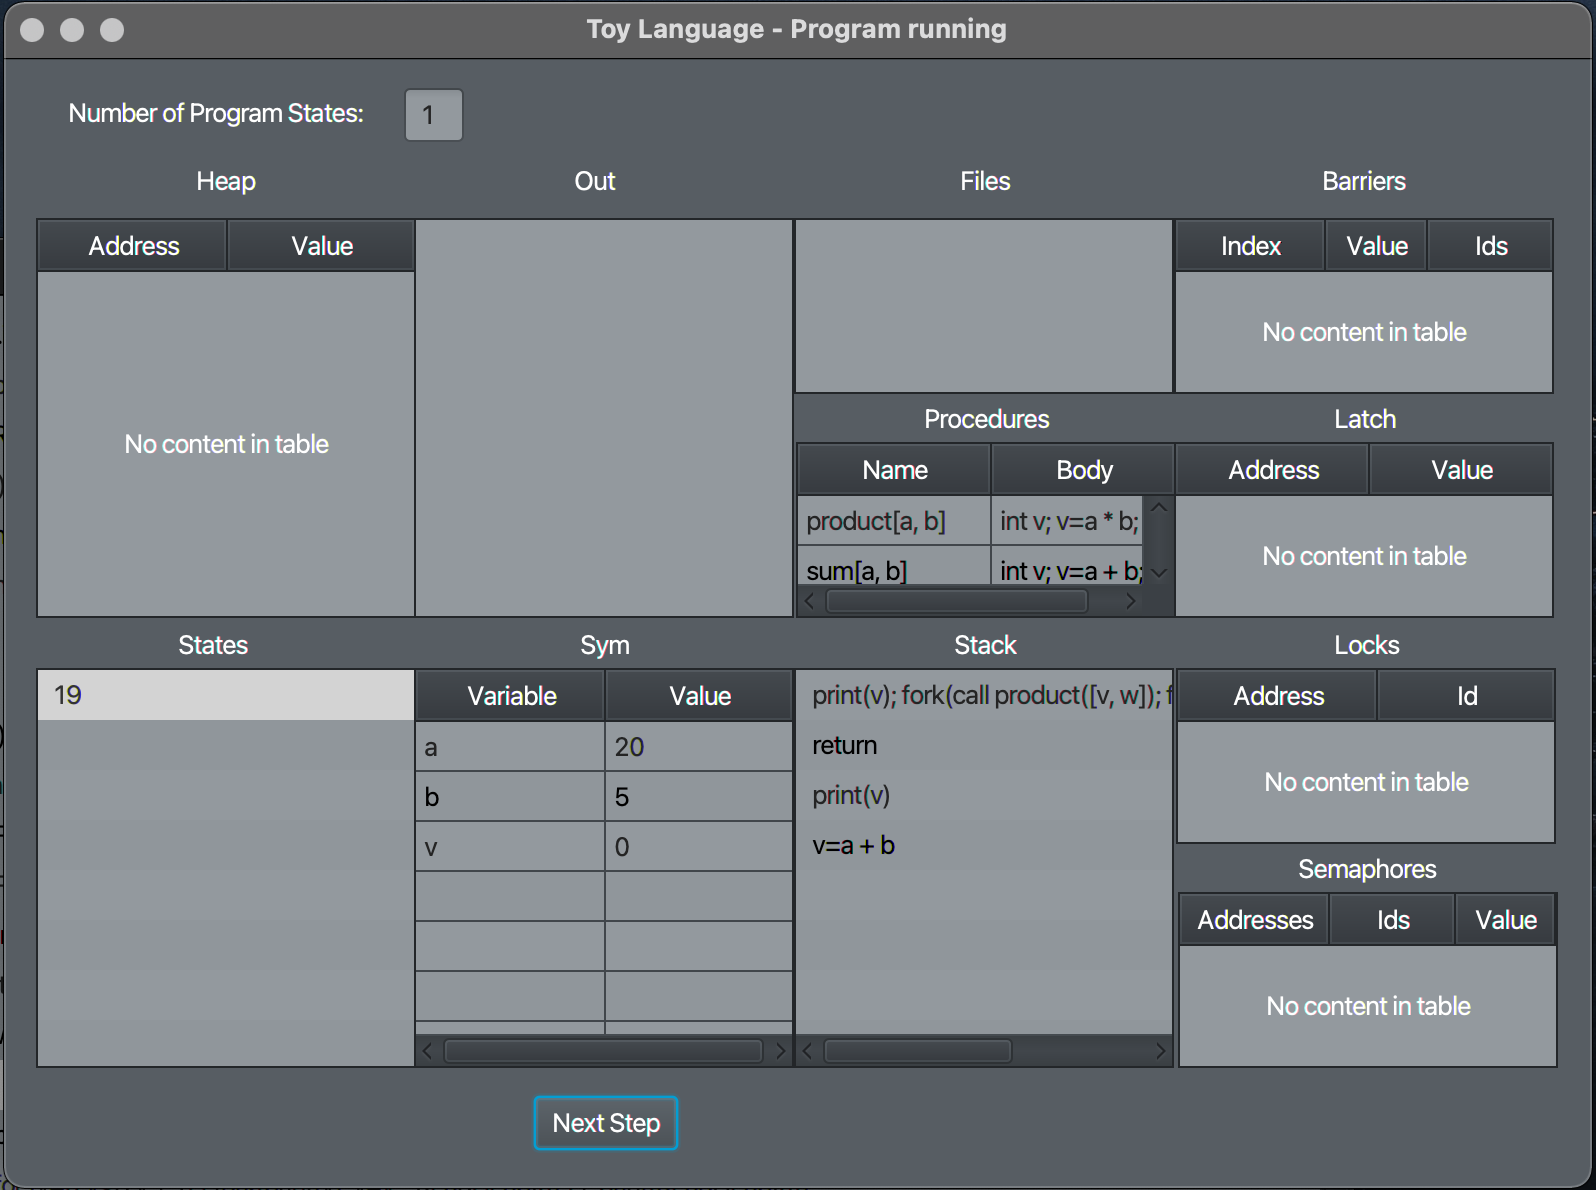 Toy Language - Program running
Number of Program States: 1
Heap
Out
Files
Barriers
Address Value
Index Value Ids
No content in table
No content in table
Procedures
Latch
Name Body
Address Value
product[a, b] int v; v=a * b;
sum[a, b] int v; v=a + b;
No content in table
States
Sym
Stack
Locks
19
Variable Value
a 20
b 5
v 0
print(v); fork(call product([v, w]); f
return
print(v)
v=a + b
Address Id
No content in table
Semaphores
Addresses Ids Value
No content in table
Next Step